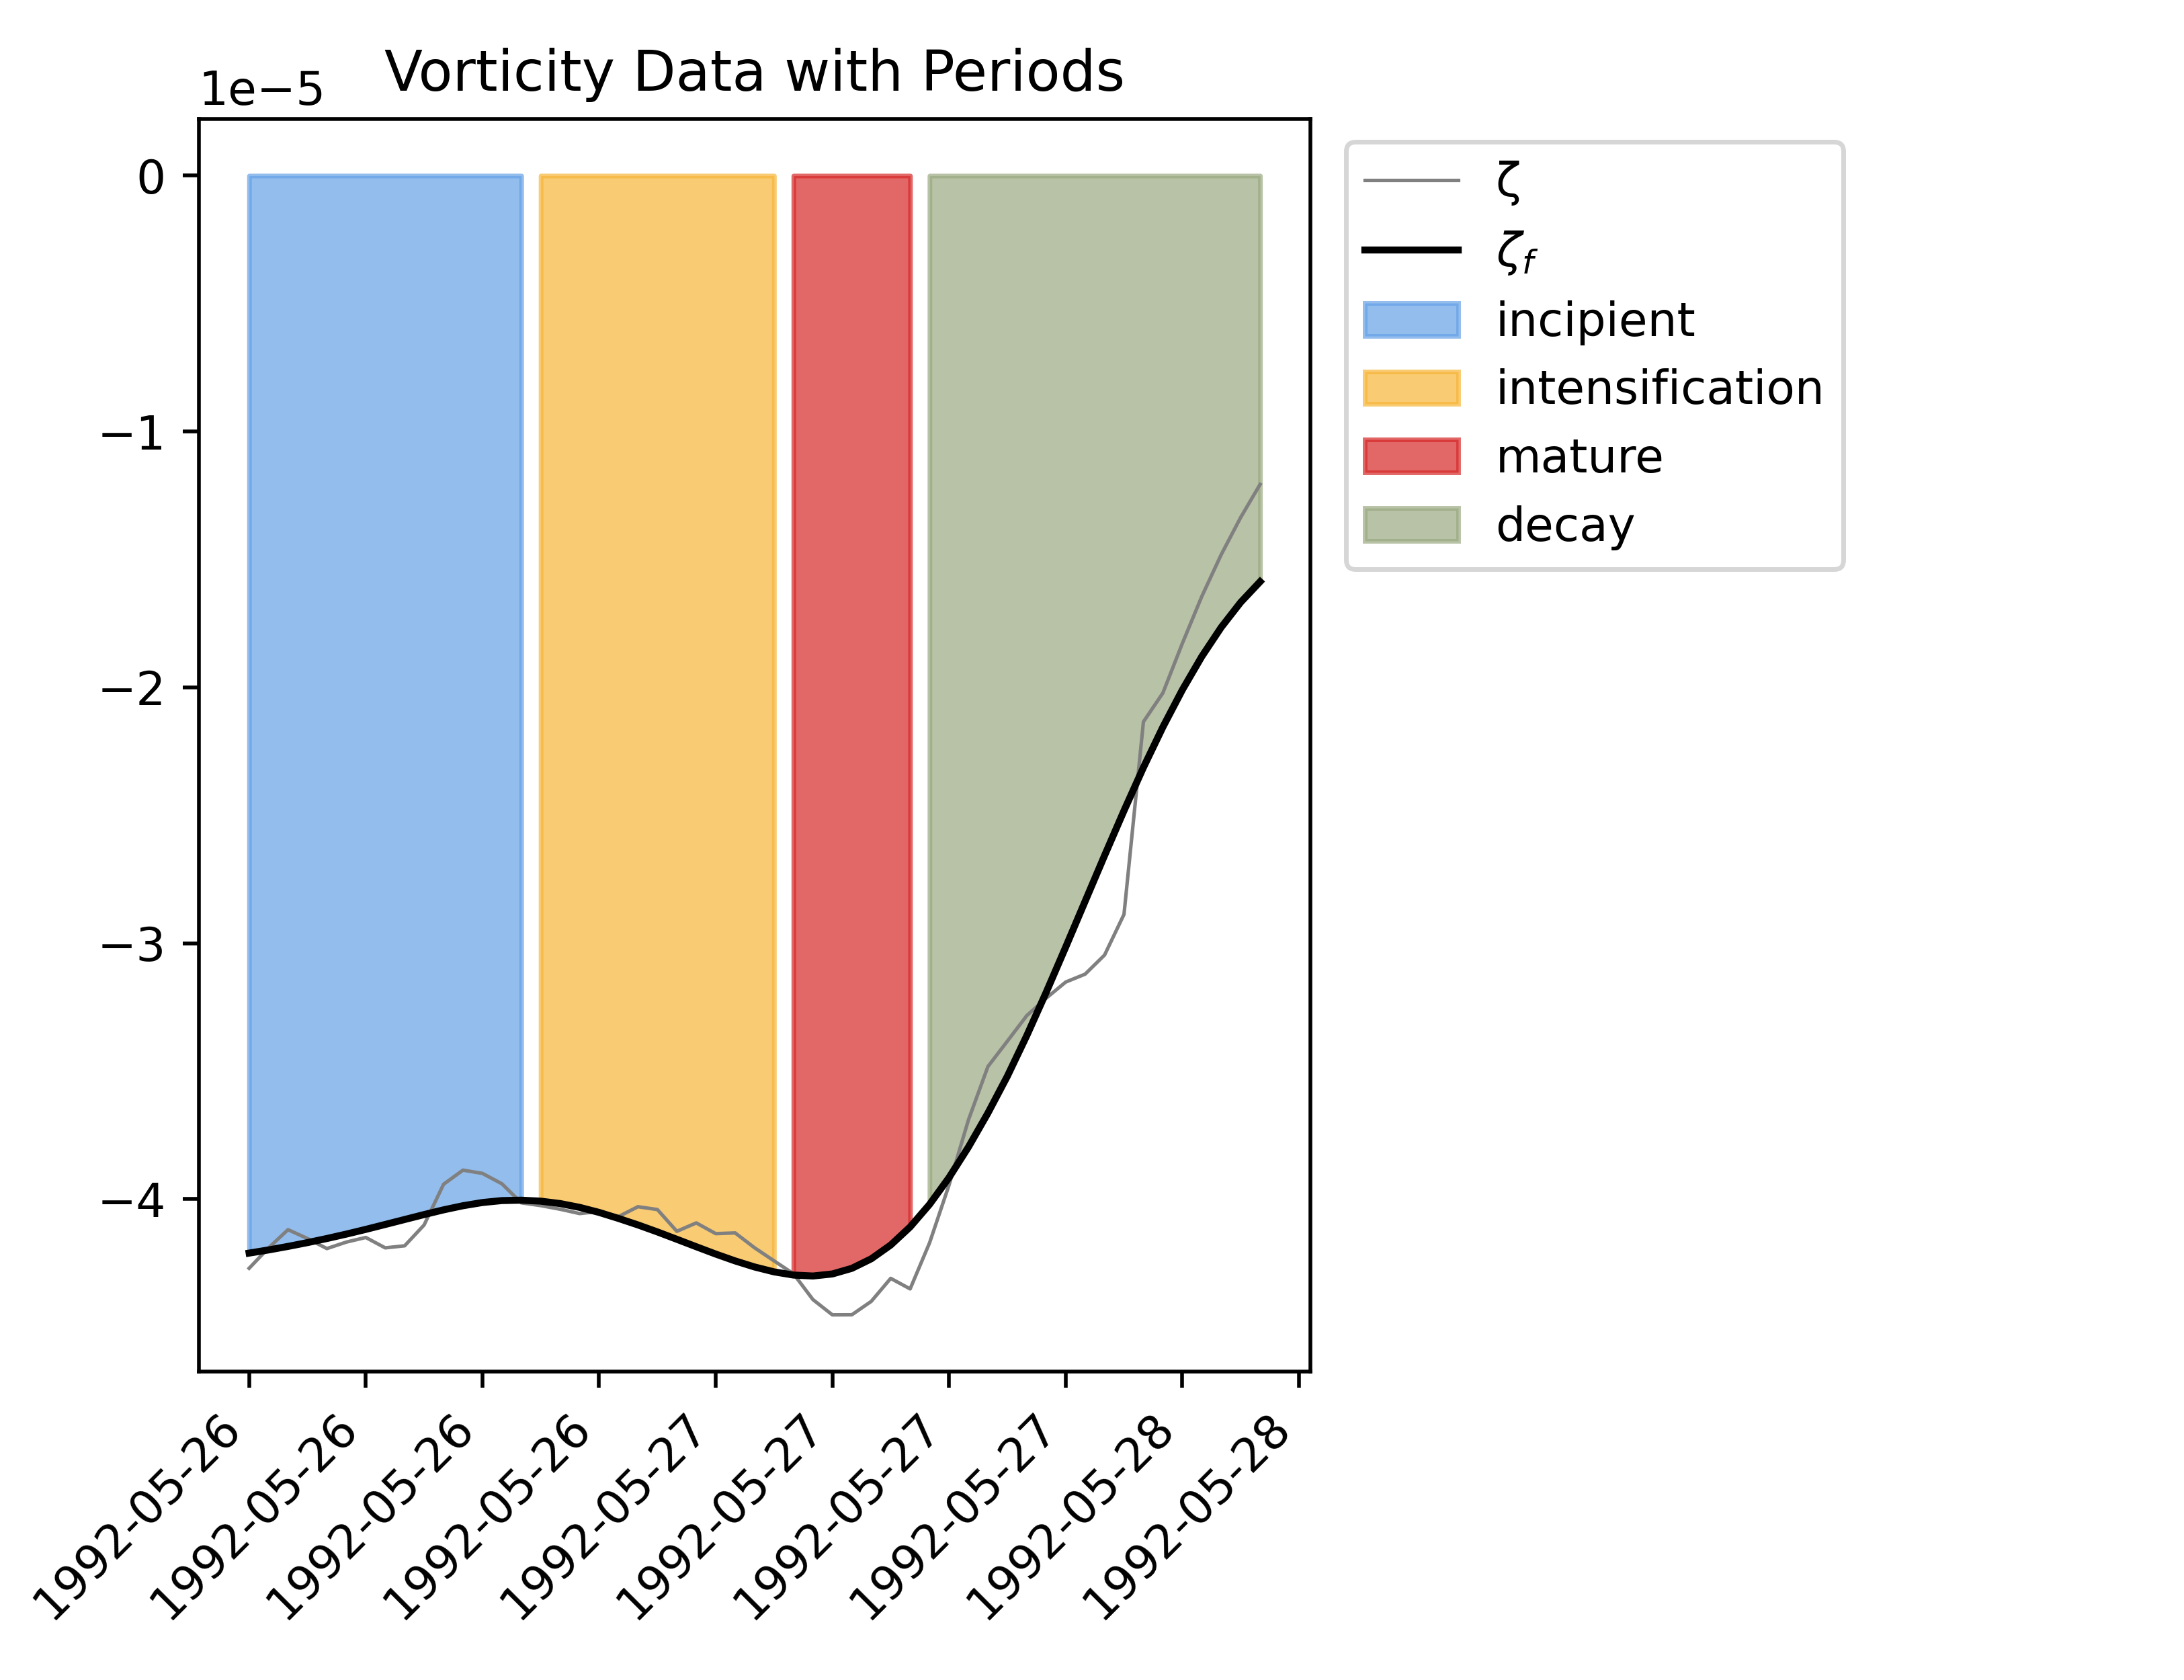 Vorticity Data with Periods
1e−5
0
−1
−2
−3
−4
1992-05-26
1992-05-26
1992-05-26
1992-05-26
1992-05-27
1992-05-27
1992-05-27
1992-05-27
1992-05-28
1992-05-28
ζ
ζf
incipient
intensification
mature
decay